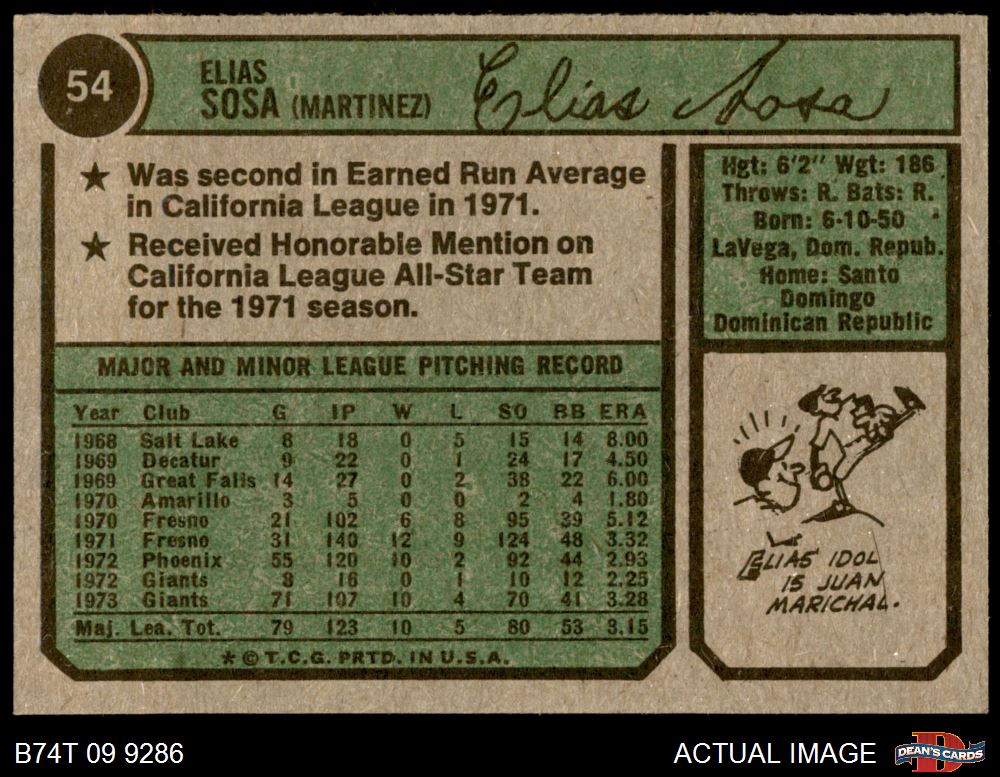 54
ELIAS
SOSA (MARTINEZ)
Elias Sosa
★ Was second in Earned Run Average
in California League in 1971.
★ Received Honorable Mention on
California League All-Star Team
for the 1971 season.
Hgt: 6'2" Wgt: 186
Throws: R. Bats: R.
Born: 6-10-50
LaVega, Dom. Repub.
Home: Santo
Domingo
Dominican Republic
MAJOR AND MINOR LEAGUE PITCHING RECORD
Year Club G IP W L SO BB ERA
1968 Salt Lake 8 18 0 5 15 14 8.00
1969 Decatur 9 22 0 1 24 17 4.50
1969 Great Falls 14 27 0 2 38 22 6.00
1970 Amarillo 3 5 0 0 2 4 1.80
1970 Fresno 21 102 6 8 95 39 5.12
1971 Fresno 31 140 12 9 124 48 3.32
1972 Phoenix 55 120 10 2 92 44 2.93
1972 Giants 8 16 0 1 10 12 2.25
1973 Giants 71 107 10 4 70 41 3.28
Maj. Lea. Tot. 79 123 10 5 80 53 3.15
* © T.C.G. PRTD. IN U.S.A.
ELIAS IDOL
IS JUAN
MARICHAL.
B74T 09 9286
ACTUAL IMAGE
DEAN'S CARDS